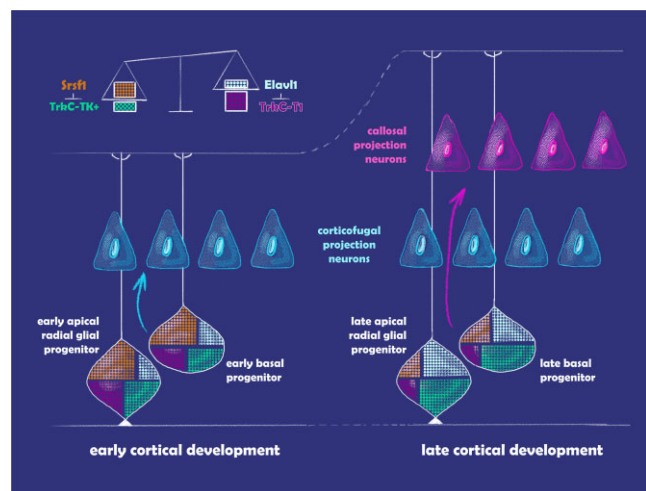 Srsf1
TrkC-TK+
Elavl1
TrkC-T1
callosal
projection
neurons
corticofugal
projection
neurons
early apical
radial glial
progenitor
early basal
progenitor
late apical
radial glial
progenitor
late basal
progenitor
early cortical development
late cortical development